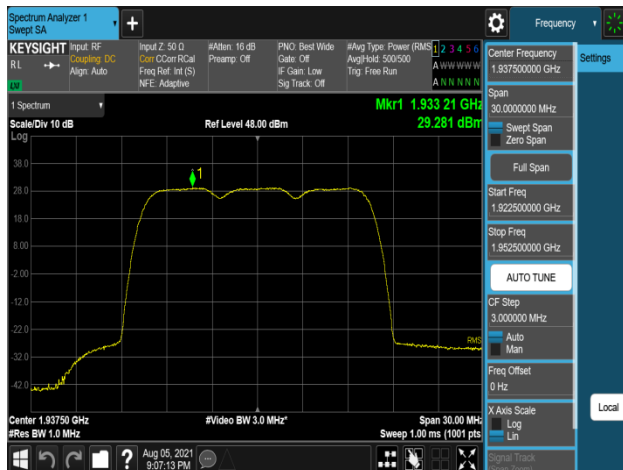 Spectrum Analyzer 1
Swept SA
Frequency
KEYSIGHT
Input: RF
Coupling: DC
Align: Auto
Input Z: 50 Ω
Corr CCorr RCal
Freq Ref: Int (S)
NFE: Adaptive
#Atten: 16 dB
Preamp: Off
PNO: Best Wide
Gate: Off
IF Gain: Low
Sig Track: Off
#Avg Type: Power (RMS
Avg|Hold: 500/500
Trig: Free Run
1 2 3 4 5 6
A W W W W W
A N N N N N
R L
1 Spectrum
Scale/Div 10 dB
Ref Level 48.00 dBm
Mkr1 1.933 21 GHz
29.281 dBm
Log
38.0
28.0
18.0
8.00
-2.00
-12.0
-22.0
-32.0
-42.0
1
RMS
Center 1.93750 GHz
#Res BW 1.0 MHz
#Video BW 3.0 MHz*
Span 30.00 MHz
Sweep 1.00 ms (1001 pts)
Aug 05, 2021
9:07:13 PM
Center Frequency
1.937500000 GHz
Span
30.0000000 MHz
Swept Span
Zero Span
Full Span
Start Freq
1.922500000 GHz
Stop Freq
1.952500000 GHz
AUTO TUNE
CF Step
3.000000 MHz
Auto
Man
Freq Offset
0 Hz
X Axis Scale
Log
Lin
Signal Track
Settings
Local